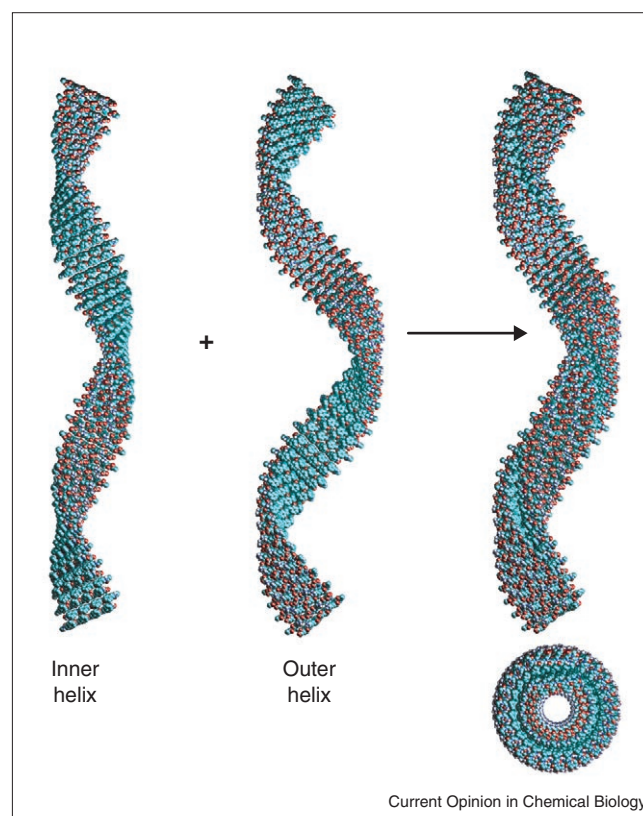 +
Inner
helix
Outer
helix
Current Opinion in Chemical Biology